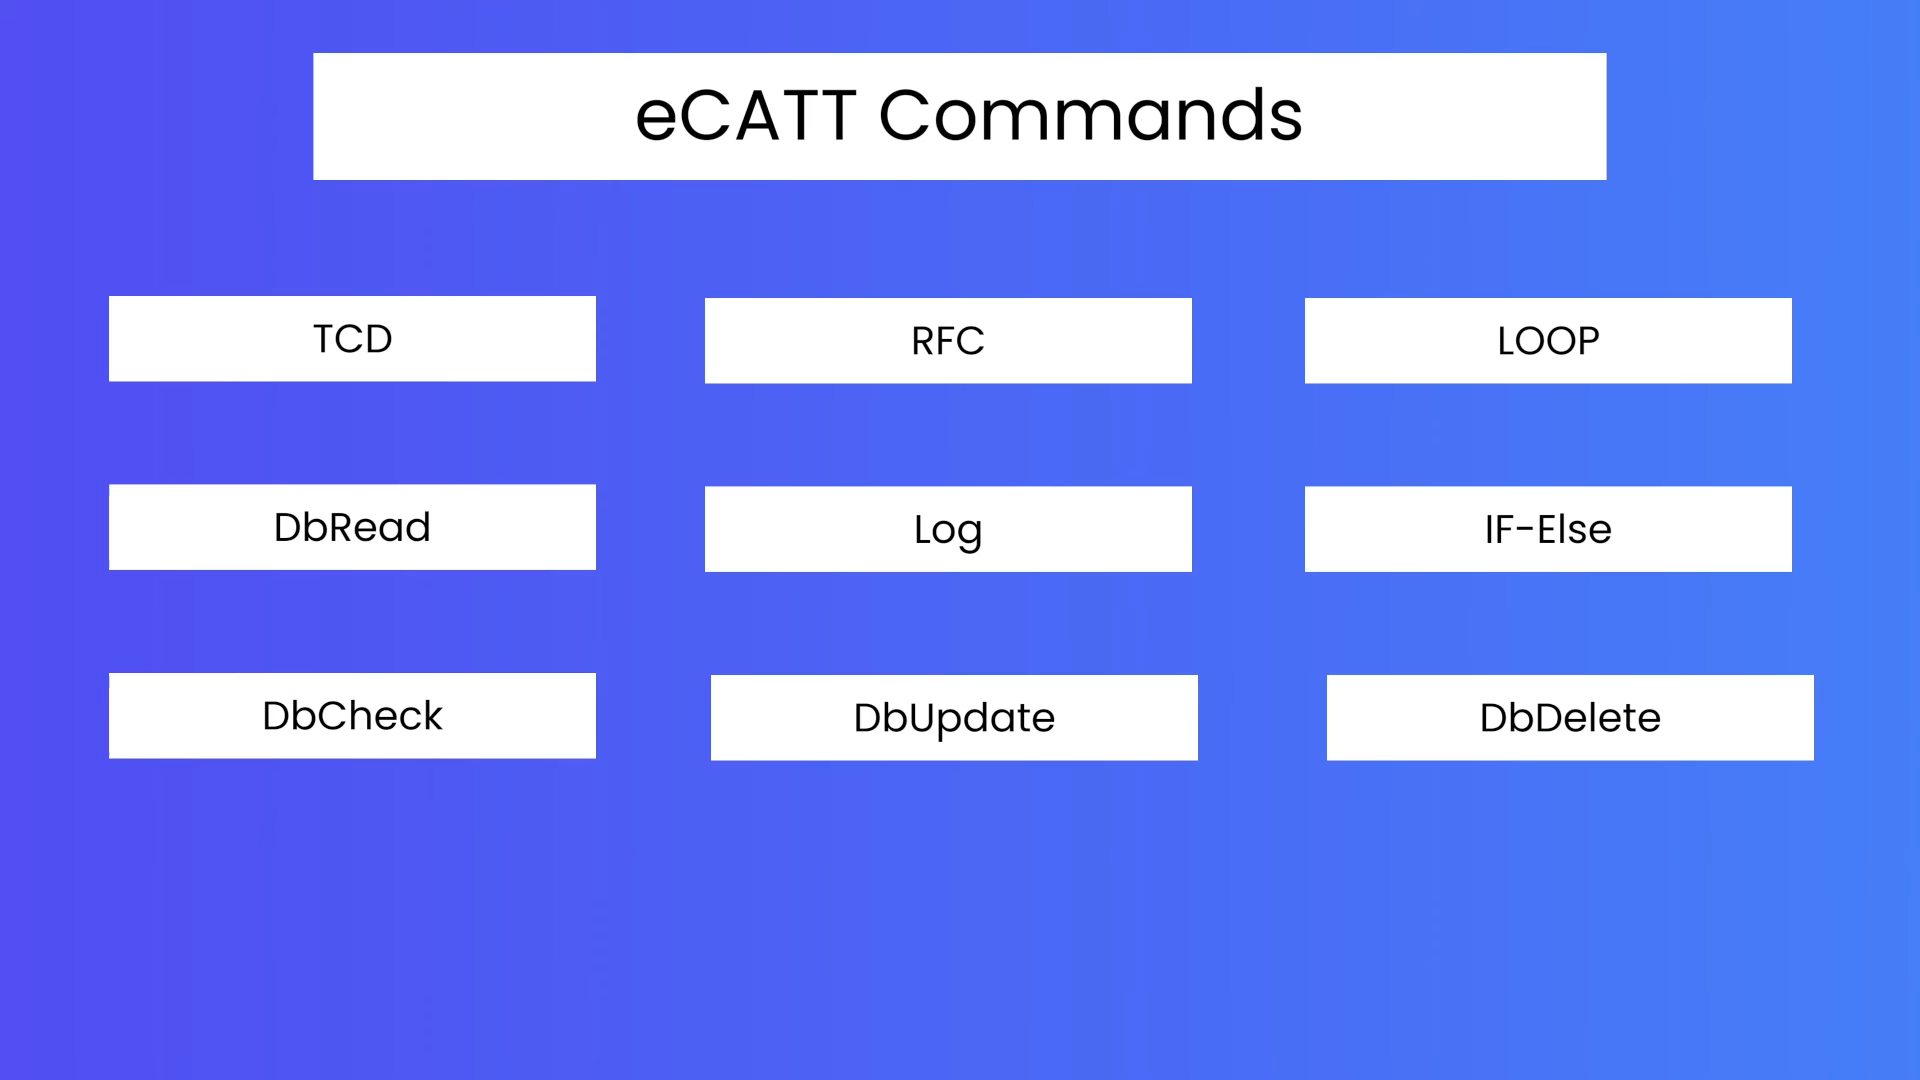 eCATT Commands
TCD
RFC
LOOP
DbRead
Log
IF-Else
DbCheck
DbUpdate
DbDelete